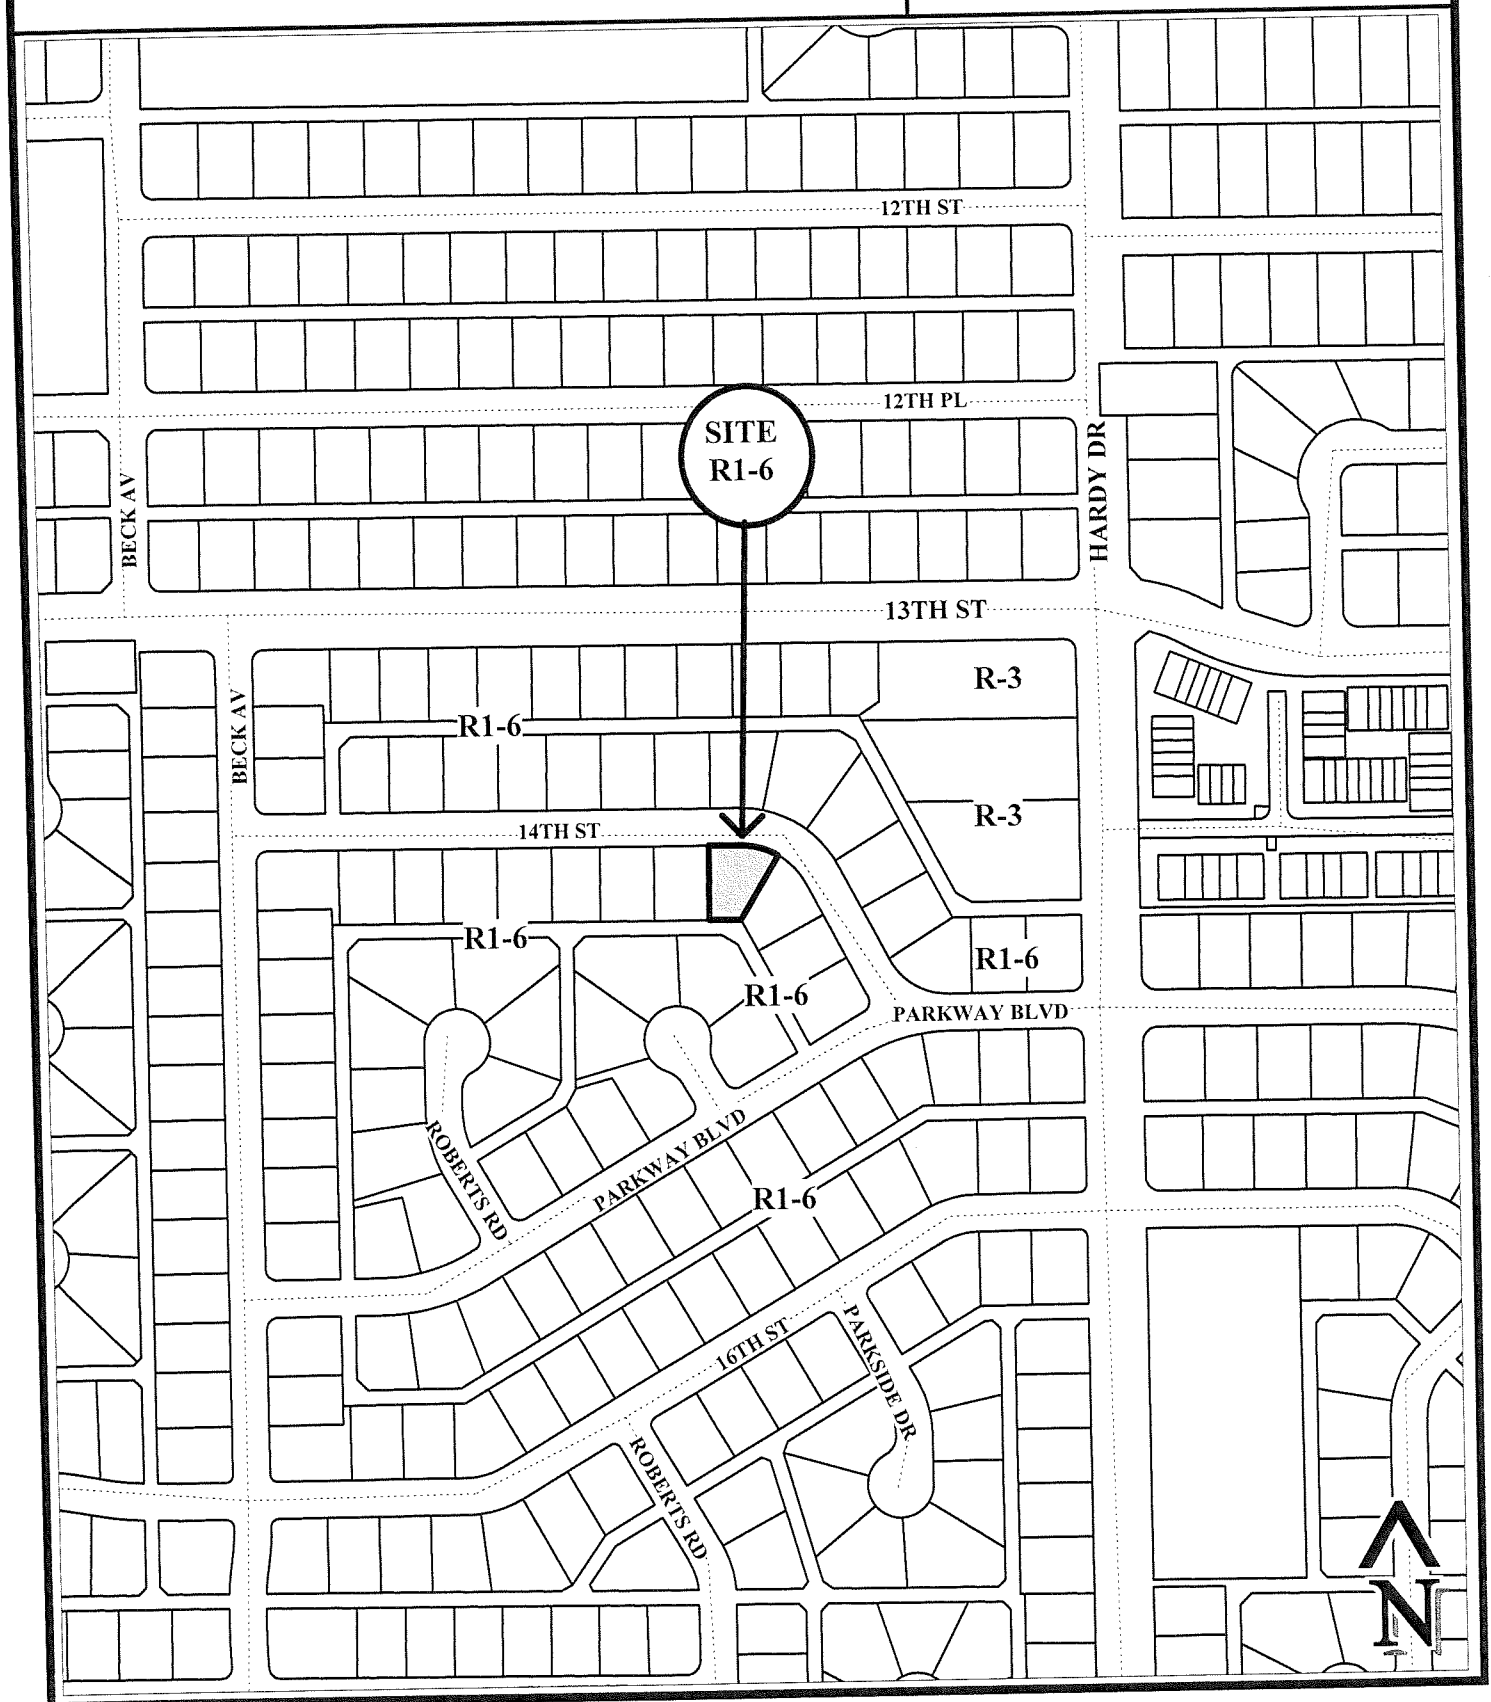 12TH ST
12TH PL
SITE
R1-6
HARDY DR
BECK AV
13TH ST
R-3
BECK AV
R1-6
R-3
14TH ST
R1-6
R1-6
R1-6
PARKWAY BLVD
PARKWAY BLVD
ROBERTS RD
R1-6
16TH ST
PARKSIDE DR
ROBERTS RD
N